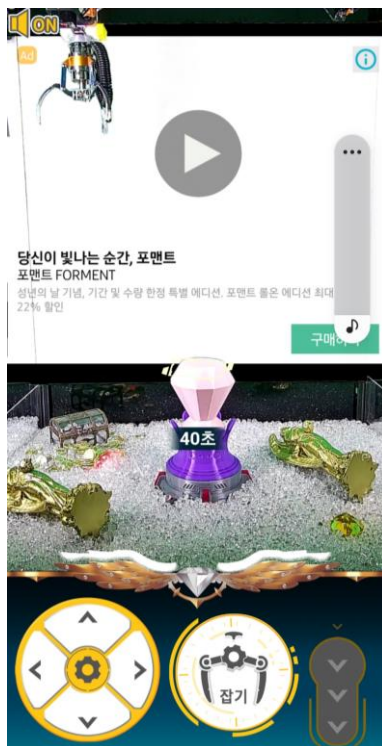 ON
Ad
당신이 빛나는 순간, 포맨트
포맨트 FORMENT
성년의 날 기념, 기간 및 수량 한정 특별 에디션. 포맨트 롤온 에디션 최대
22% 할인
40초
잡기